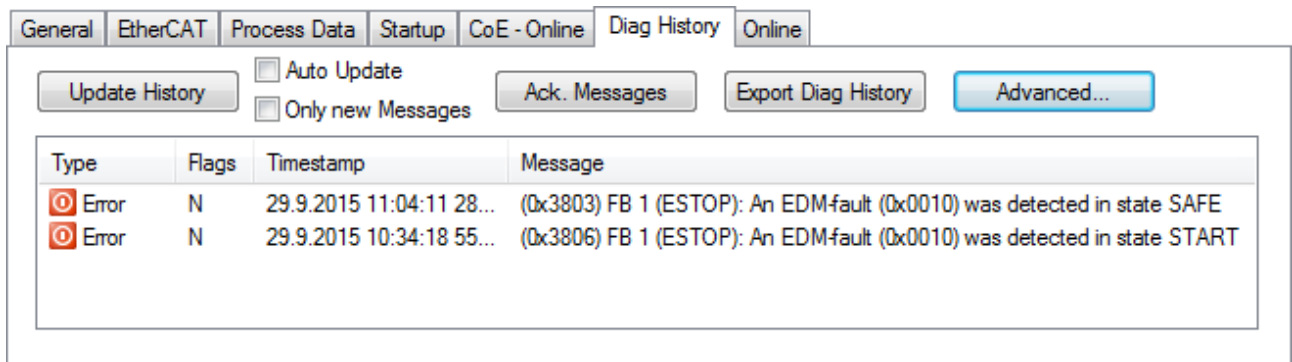 General EtherCAT Process Data Startup CoE - Online Diag History Online
Update History Auto Update Only new Messages Ack. Messages Export Diag History Advanced...
Type Flags Timestamp Message
Error N 29.9.2015 11:04:11 28... (0x3803) FB 1 (ESTOP): An EDM-fault (0x0010) was detected in state SAFE
Error N 29.9.2015 10:34:18 55... (0x3806) FB 1 (ESTOP): An EDM-fault (0x0010) was detected in state START